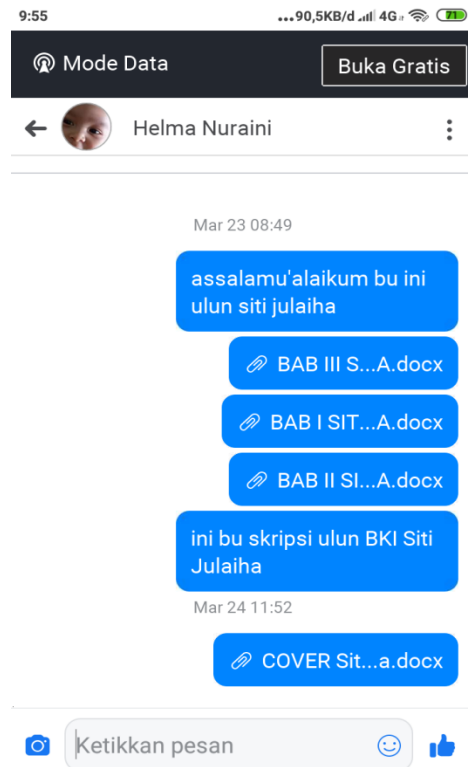 9:55
...90,5KB/d 4G 71
Mode Data
Buka Gratis
Helma Nuraini
Mar 23 08:49
assalamu'alaikum bu ini
ulun siti julaiha
BAB III S...A.docx
BAB I SIT...A.docx
BAB II SI...A.docx
ini bu skripsi ulun BKI Siti
Julaiha
Mar 24 11:52
COVER Sit...a.docx
Ketikkan pesan